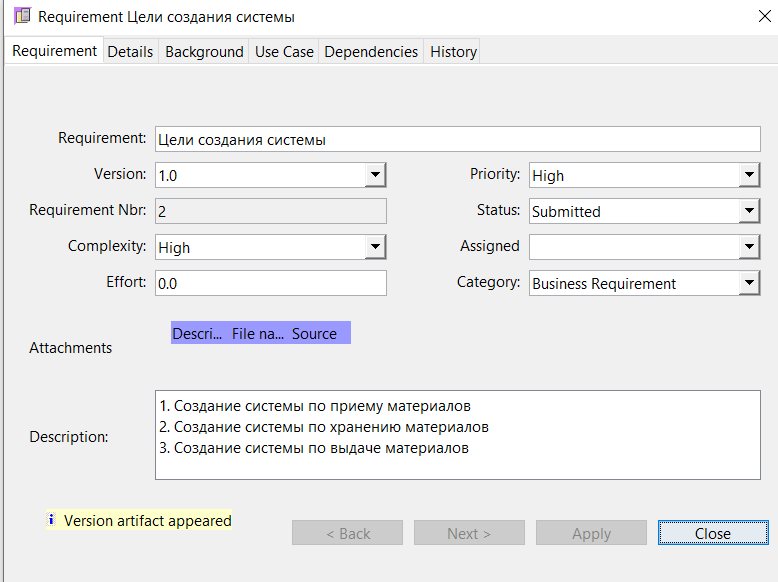 Requirement Цели создания системы
Requirement Details Background Use Case Dependencies History
Requirement: Цели создания системы
Version: 1.0 Priority: High
Requirement Nbr: 2 Status: Submitted
Complexity: High Assigned
Effort: 0.0 Category: Business Requirement
Attachments Descri... File na... Source
Description: 1. Создание системы по приему материалов
2. Создание системы по хранению материалов
3. Создание системы по выдаче материалов
Version artifact appeared
< Back Next > Apply Close